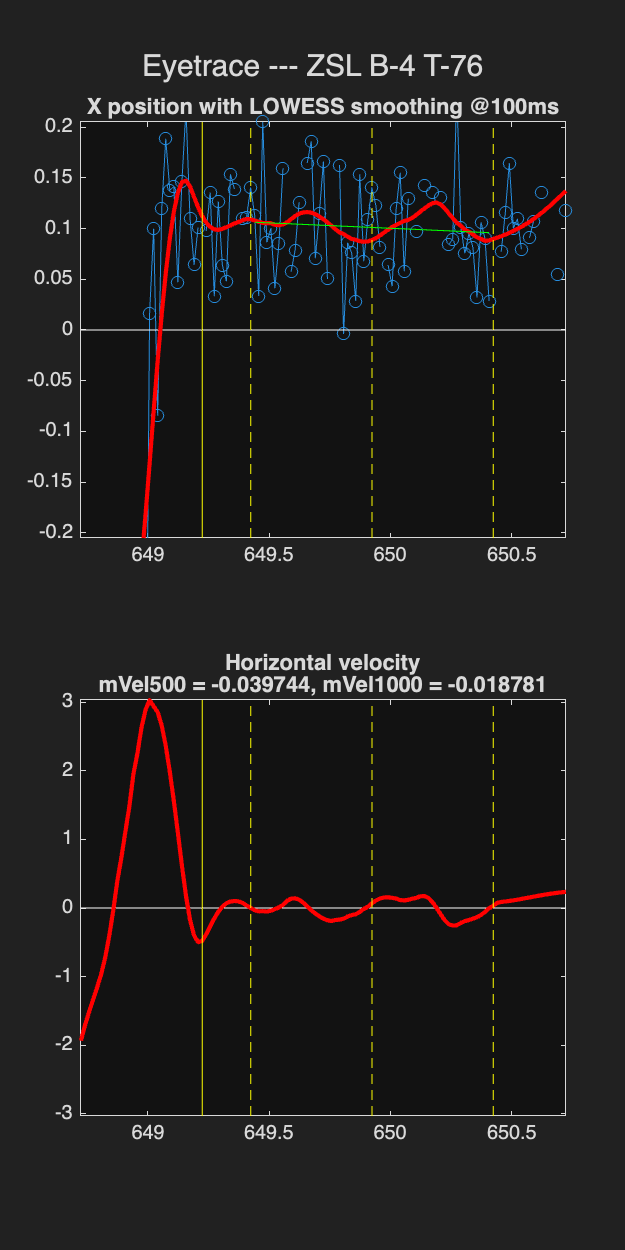 Eyetrace --- ZSL B-4 T-76
X position with LOWESS smoothing @100ms
0.2
0.15
0.1
0.05
0
-0.05
-0.1
-0.15
-0.2
649 649.5 650 650.5
Horizontal velocity
mVel500 = -0.039744, mVel1000 = -0.018781
3
2
1
0
-1
-2
-3
649 649.5 650 650.5